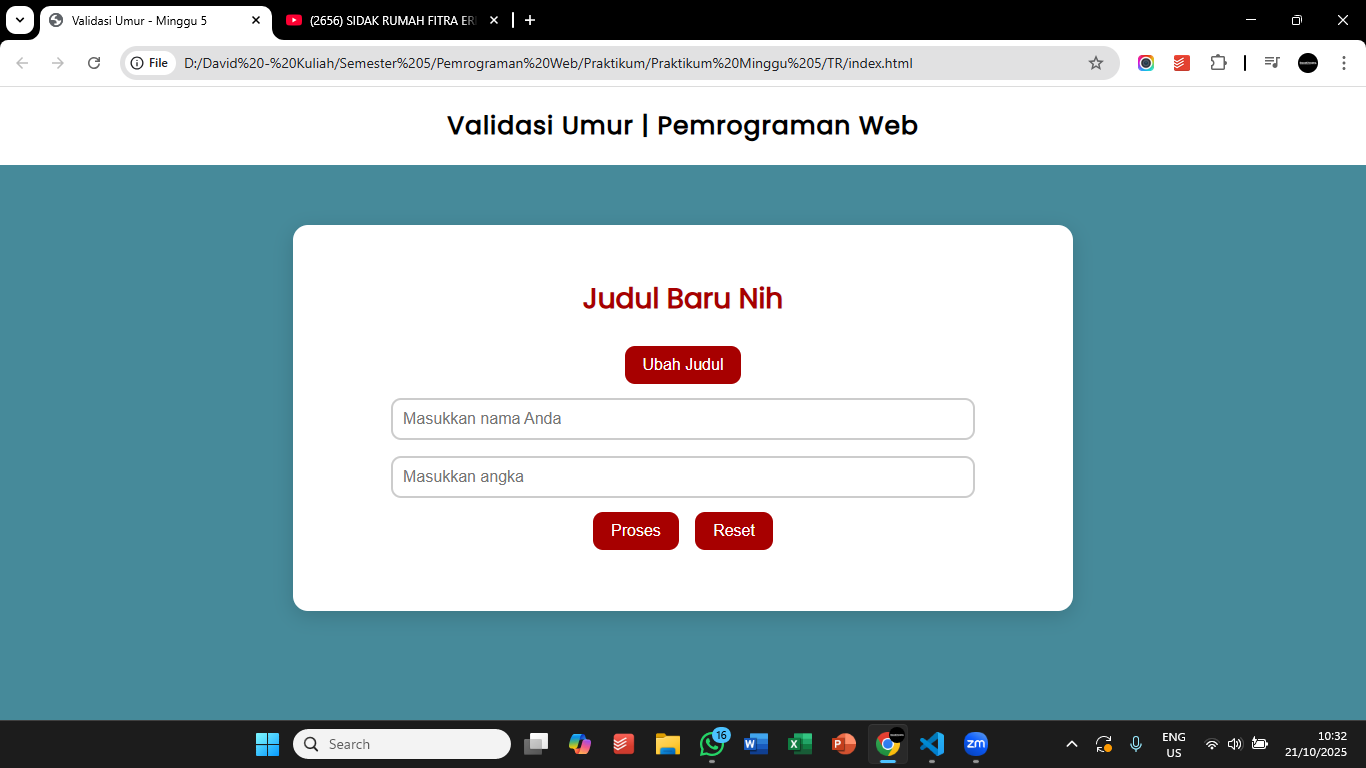 Validasi Umur - Minggu 5
(2656) SIDAK RUMAH FITRA ER
File
D:/David%20-%20Kuliah/Semester%205/Pemrograman%20Web/Praktikum/Praktikum%20Minggu%205/TR/index.html
Validasi Umur | Pemrograman Web
Judul Baru Nih
Ubah Judul
Masukkan nama Anda
Masukkan angka
Proses Reset
Search
16
zm
ENG
US
10:32
21/10/2025